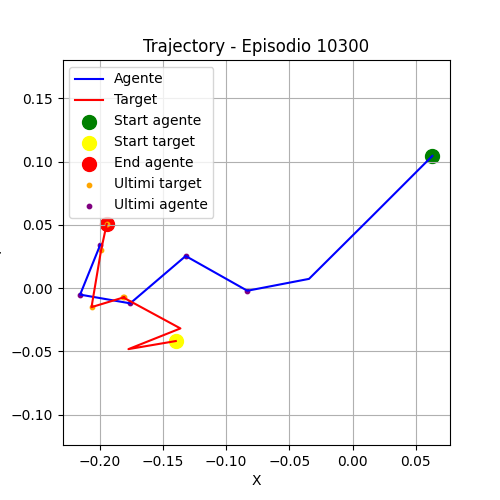 Trajectory - Episodio 10300
Agente
Target
Start agente
Start target
End agente
Ultimi target
Ultimi agente
0.15
0.10
0.05
0.00
−0.05
−0.10
−0.20
−0.15
−0.10
−0.05
0.00
0.05
X